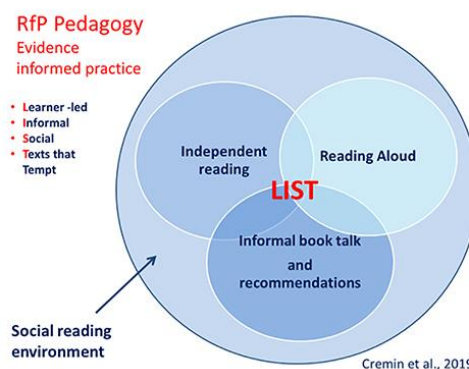 RfP Pedagogy
Evidence
informed practice
• Learner -led
• Informal
• Social
• Texts that
Tempt
Independent
reading
Reading Aloud
LIST
Informal book talk
and
recommendations
Social reading
environment
Cremin et al., 2019